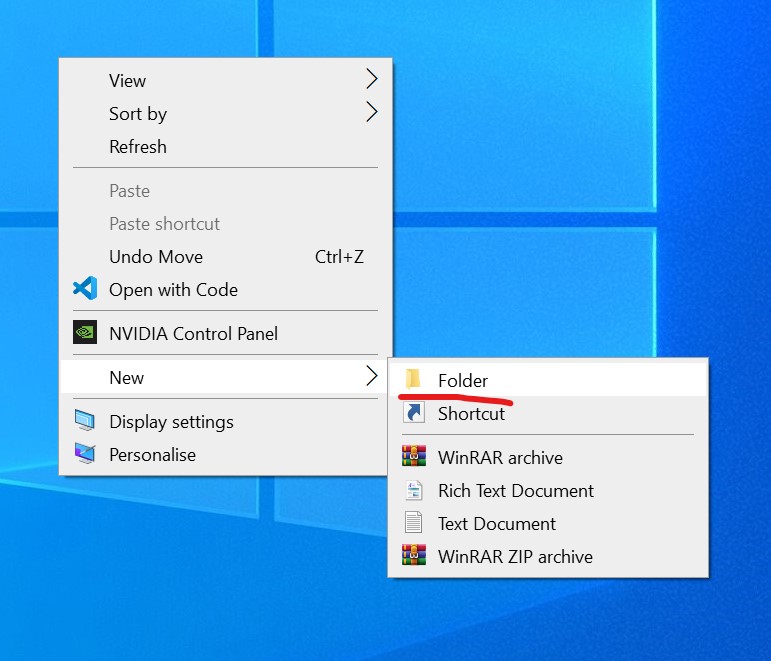 View
Sort by
Refresh
Paste
Paste shortcut
Undo Move Ctrl+Z
Open with Code
NVIDIA Control Panel
New
Display settings
Personalise
Folder
Shortcut
WinRAR archive
Rich Text Document
Text Document
WinRAR ZIP archive